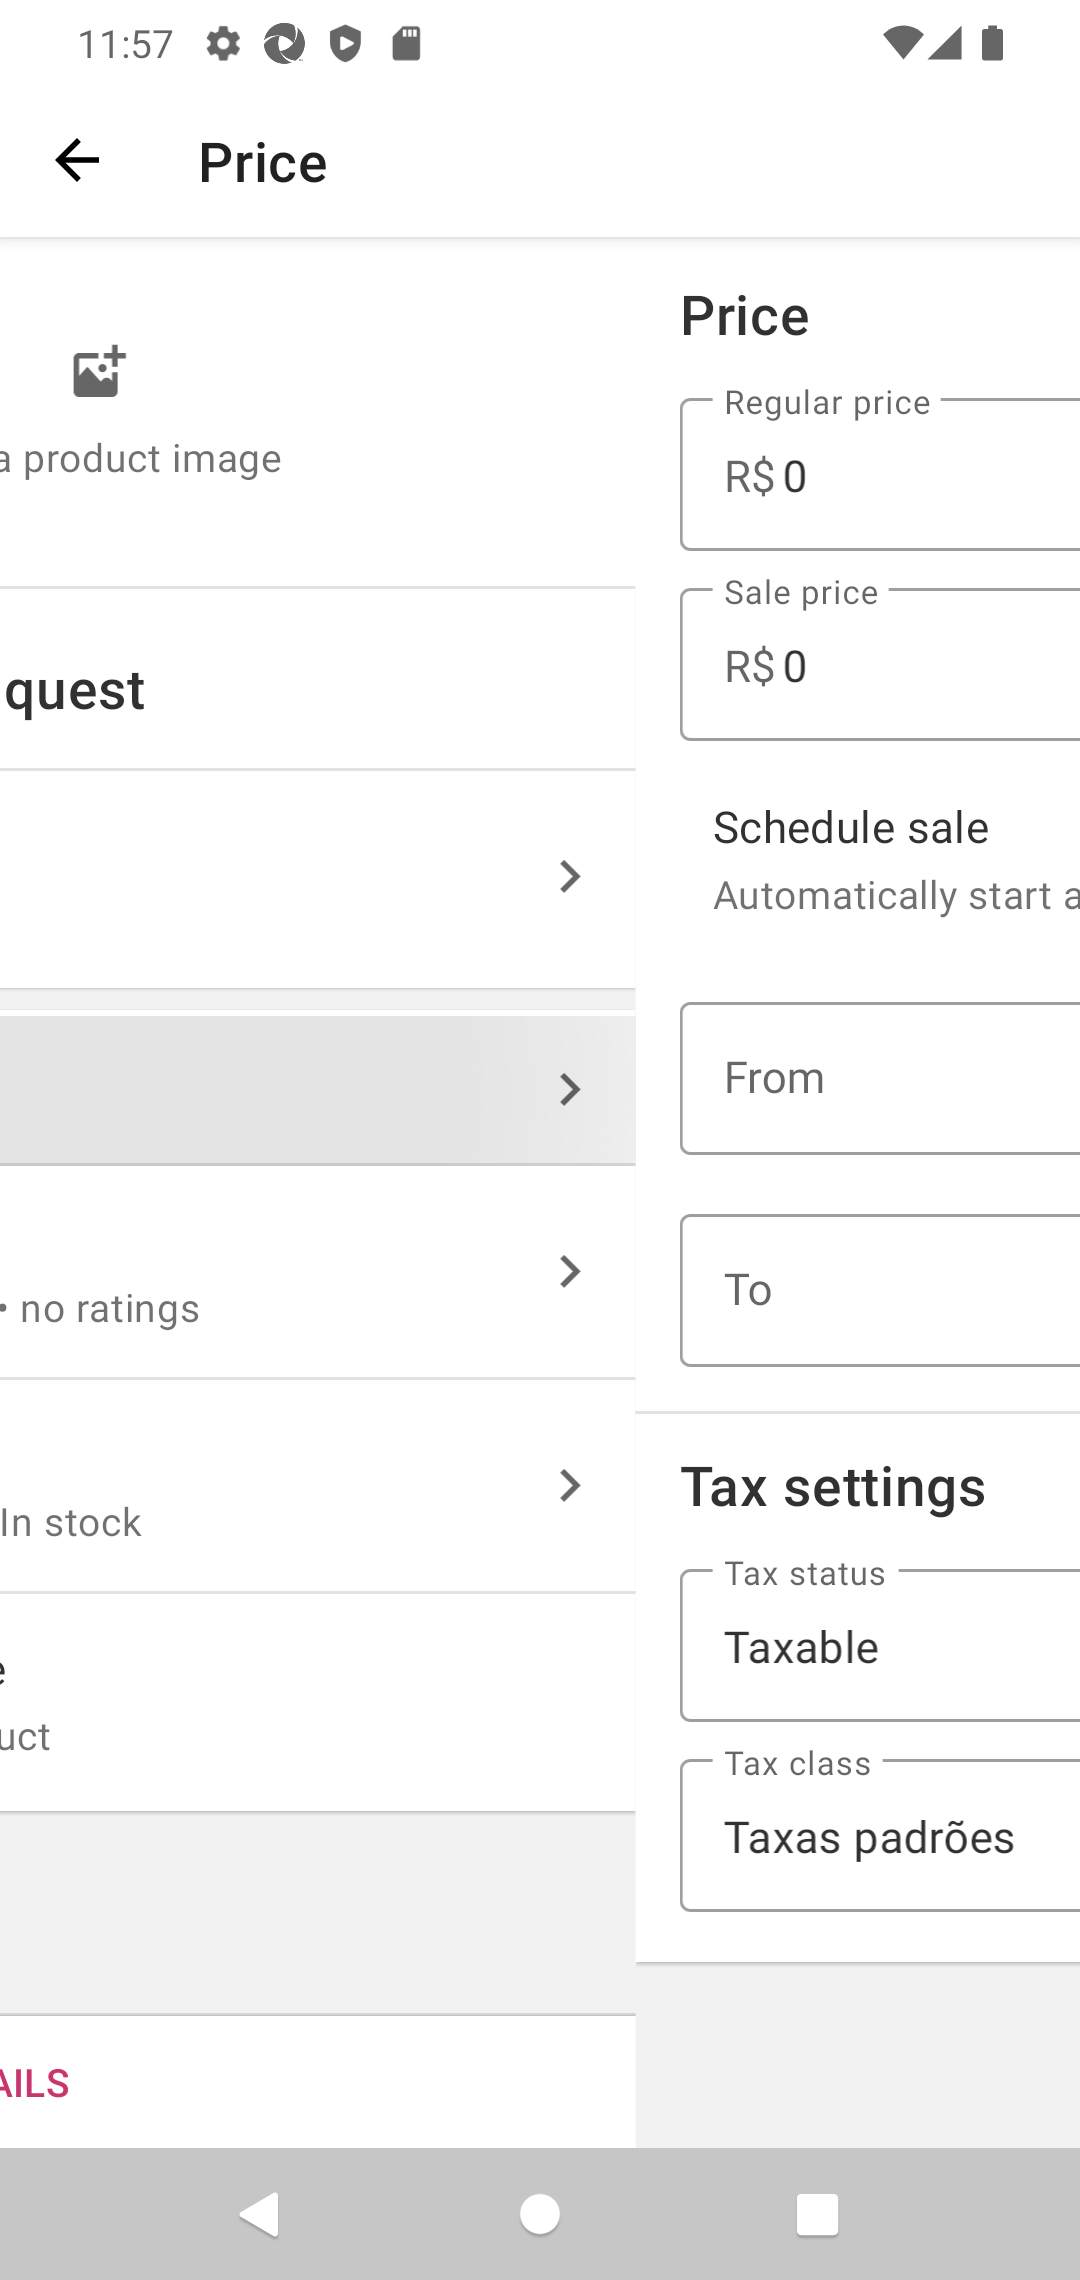 11:57
Price
a product image
quest
• no ratings
In stock
e
uct
AILS
Price
Regular price
R$ 0
Sale price
R$ 0
Schedule sale
Automatically start a
From
To
Tax settings
Tax status
Taxable
Tax class
Taxas padrões